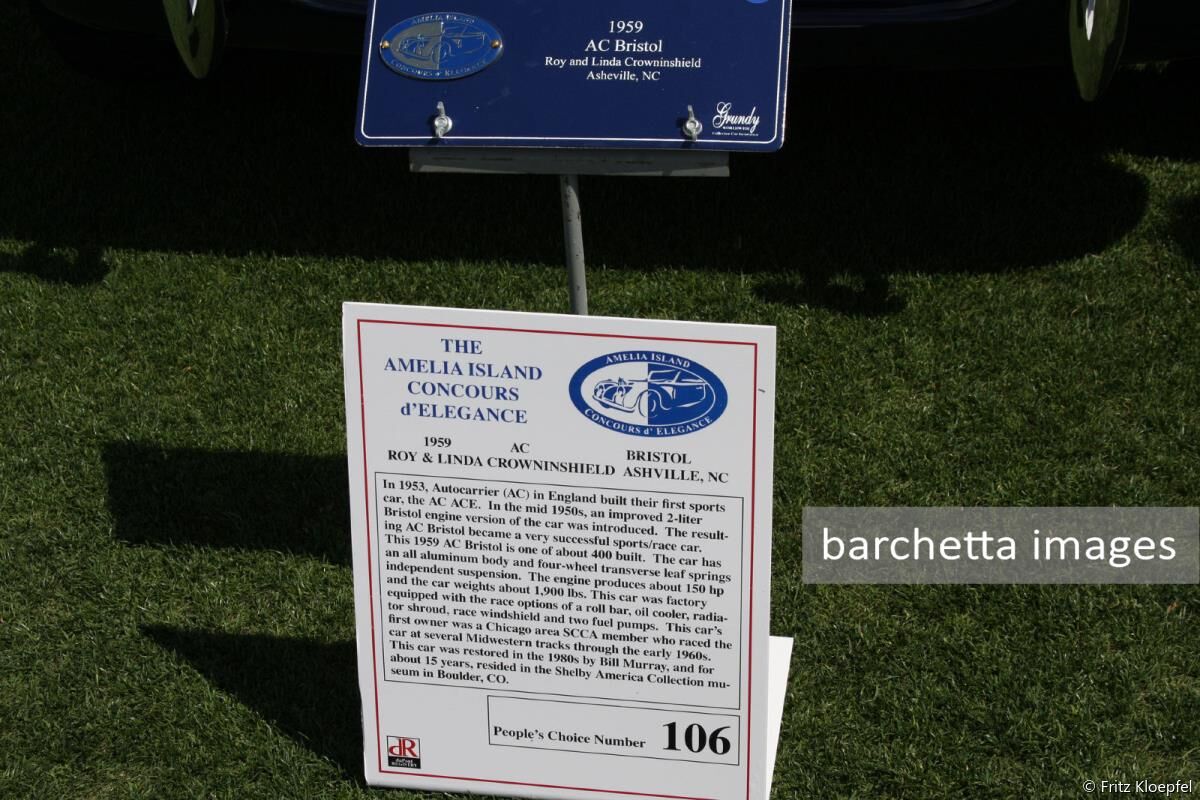 AMELIA ISLAND
CONCOURS d' ELEGANCE
1959
AC Bristol
Roy and Linda Crowninshield
Asheville, NC
Grundy
WORLDWIDE
THE
AMELIA ISLAND
CONCOURS
d'ELEGANCE
AMELIA ISLAND
CONCOURS d' ELEGANCE
1959 AC BRISTOL
ROY & LINDA CROWNINSHIELD ASHVILLE, NC
In 1953, Autocarrier (AC) in England built their first sports
car, the AC ACE. In the mid 1950s, an improved 2-liter
Bristol engine version of the car was introduced. The result-
ing AC Bristol became a very successful sports/race car.
This 1959 AC Bristol is one of about 400 built. The car has
an all aluminum body and four-wheel transverse leaf springs
independent suspension. The engine produces about 150 hp
and the car weights about 1,900 lbs. This car was factory
equipped with the race options of a roll bar, oil cooler, radia-
tor shroud, race windshield and two fuel pumps. This car's
first owner was a Chicago area SCCA member who raced the
car at several Midwestern tracks through the early 1960s.
This car was restored in the 1980s by Bill Murray, and for
about 15 years, resided in the Shelby America Collection mu-
seum in Boulder, CO.
People's Choice Number 106
dR
duPont
REGISTRY
barchetta images
© Fritz Kloepfel